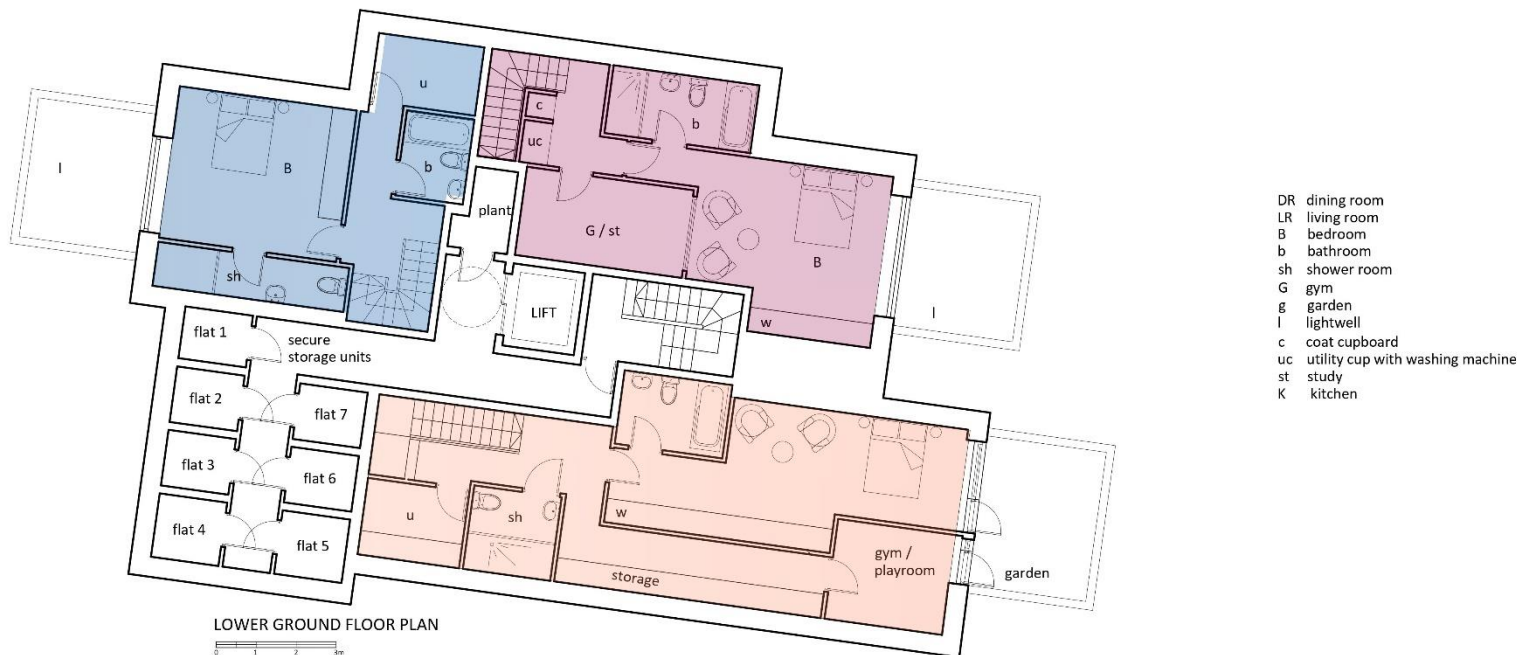 u
c
uc
b
B
b
l
plant
G / st
B
sh
LIFT
l
w
flat 1
secure
storage units
flat 2
flat 7
flat 3
flat 6
flat 4
flat 5
u
sh
w
storage
gym /
playroom
garden
LOWER GROUND FLOOR PLAN
0 1 2 3m
DR dining room
LR living room
B bedroom
b bathroom
sh shower room
G gym
g garden
l lightwell
c coat cupboard
uc utility cup with washing machine
st study
K kitchen